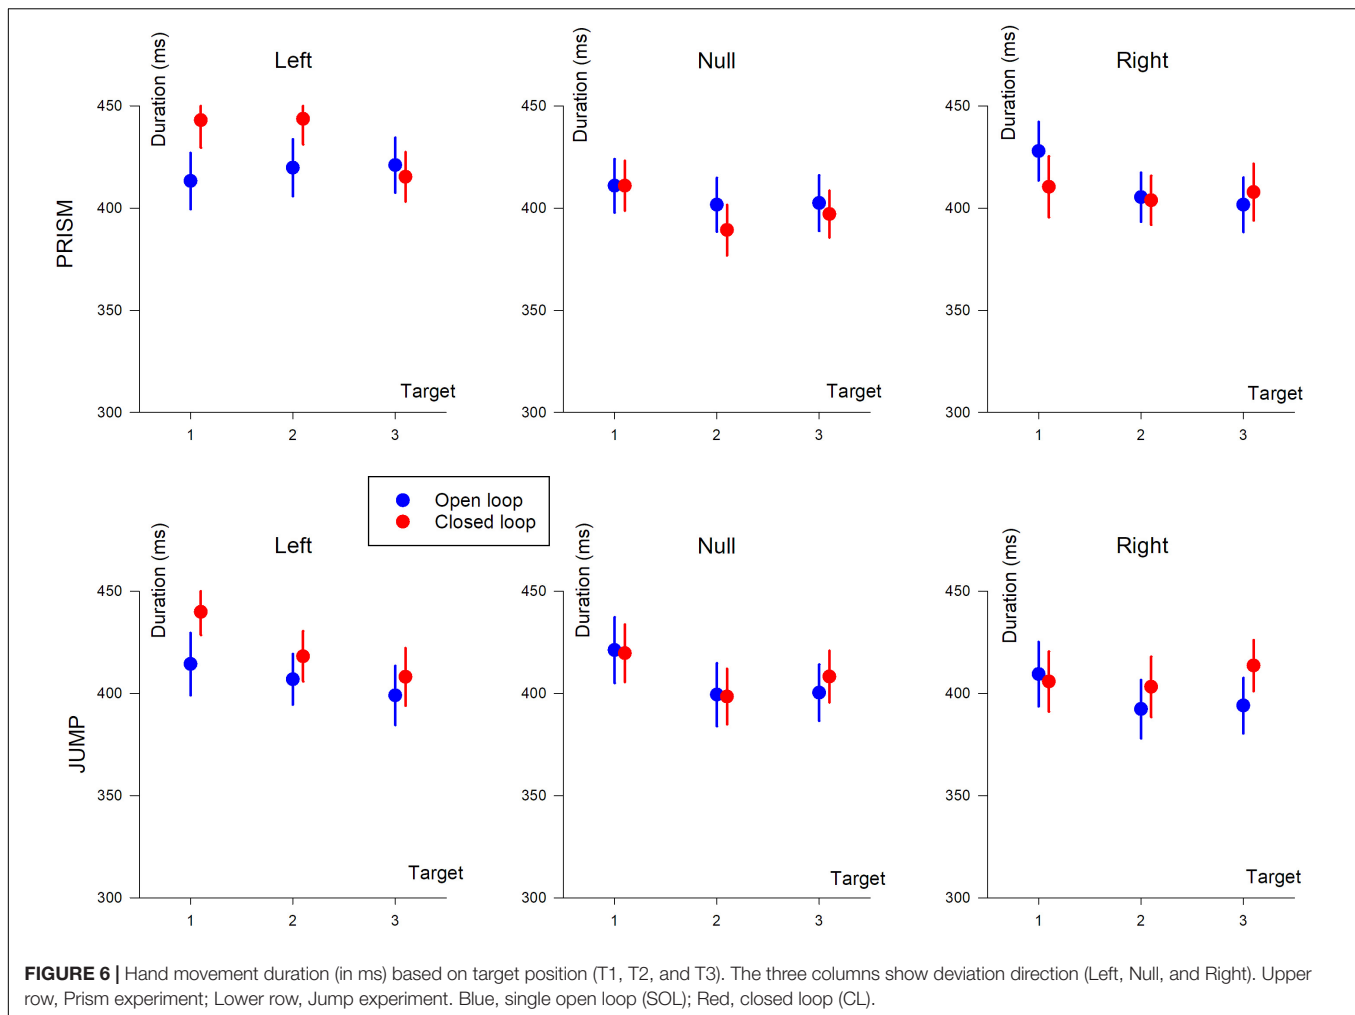 PRISM
Left
Duration (ms)
450
400
350
300
Target
1 2 3
Null
Duration (ms)
450
400
350
300
Target
1 2 3
Right
Duration (ms)
450
400
350
300
Target
1 2 3
Open loop
Closed loop
JUMP
Left
Duration (ms)
450
400
350
300
Target
1 2 3
Null
Duration (ms)
450
400
350
300
Target
1 2 3
Right
Duration (ms)
450
400
350
300
Target
1 2 3
FIGURE 6 | Hand movement duration (in ms) based on target position (T1, T2, and T3). The three columns show deviation direction (Left, Null, and Right). Upper
row, Prism experiment; Lower row, Jump experiment. Blue, single open loop (SOL); Red, closed loop (CL).